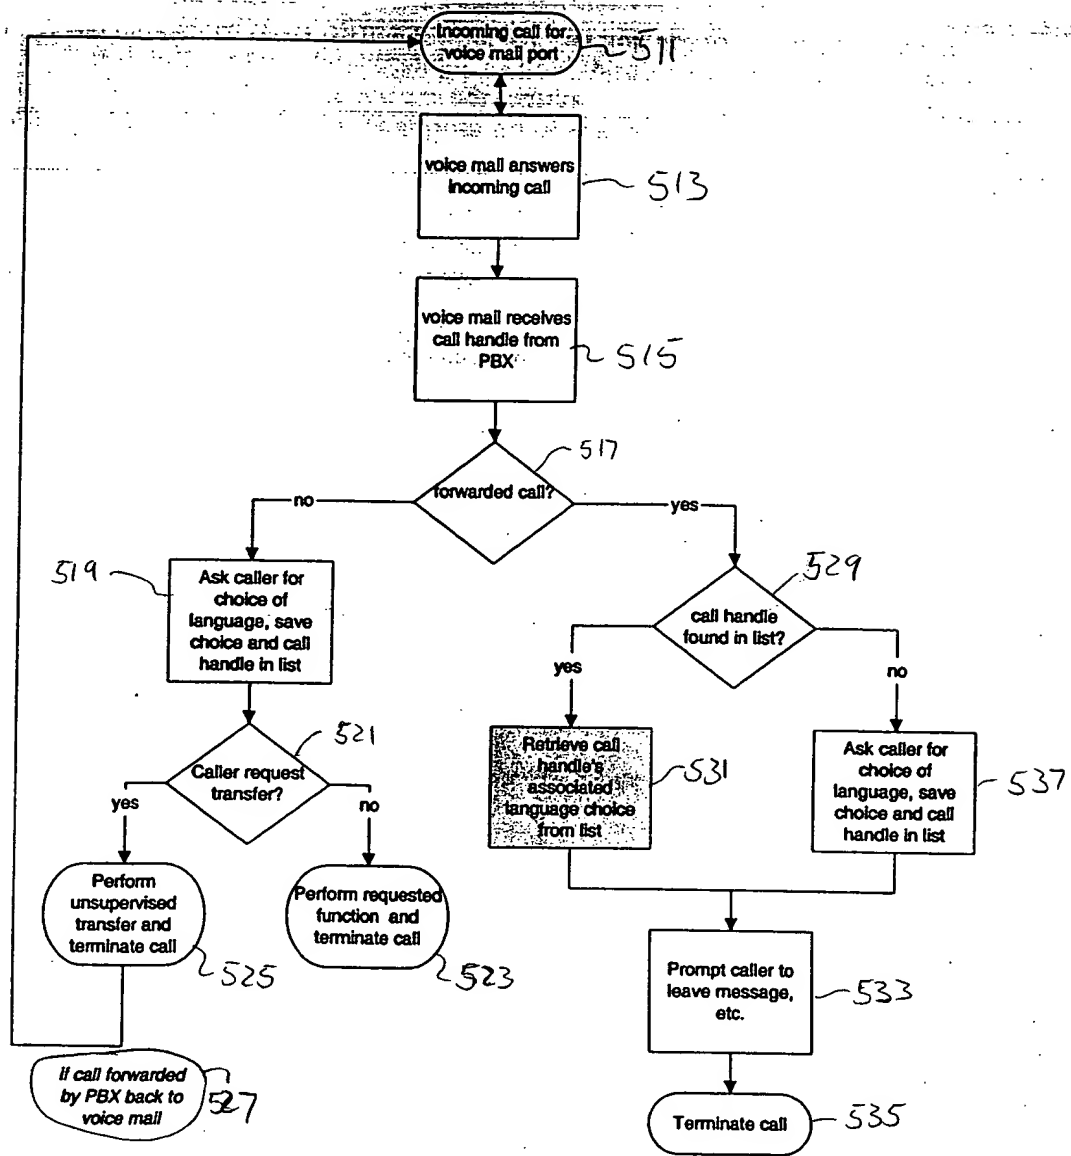 Incoming call for
voice mail port
511
voice mail answers
incoming call
513
voice mail receives
call handle from
PBX
515
517
forwarded call?
no
yes
519
Ask caller for
choice of
language, save
choice and call
handle in list
529
call handle
found in list?
yes
no
521
Caller request
transfer?
yes
no
Retrieve call
handle's
associated
language choice
from list
531
Ask caller for
choice of
language, save
choice and call
handle in list
537
Perform
unsupervised
transfer and
terminate call
525
Perform requested
function and
terminate call
523
Prompt caller to
leave message,
etc.
533
if call forwarded
by PBX back to
voice mail
527
Terminate call
535